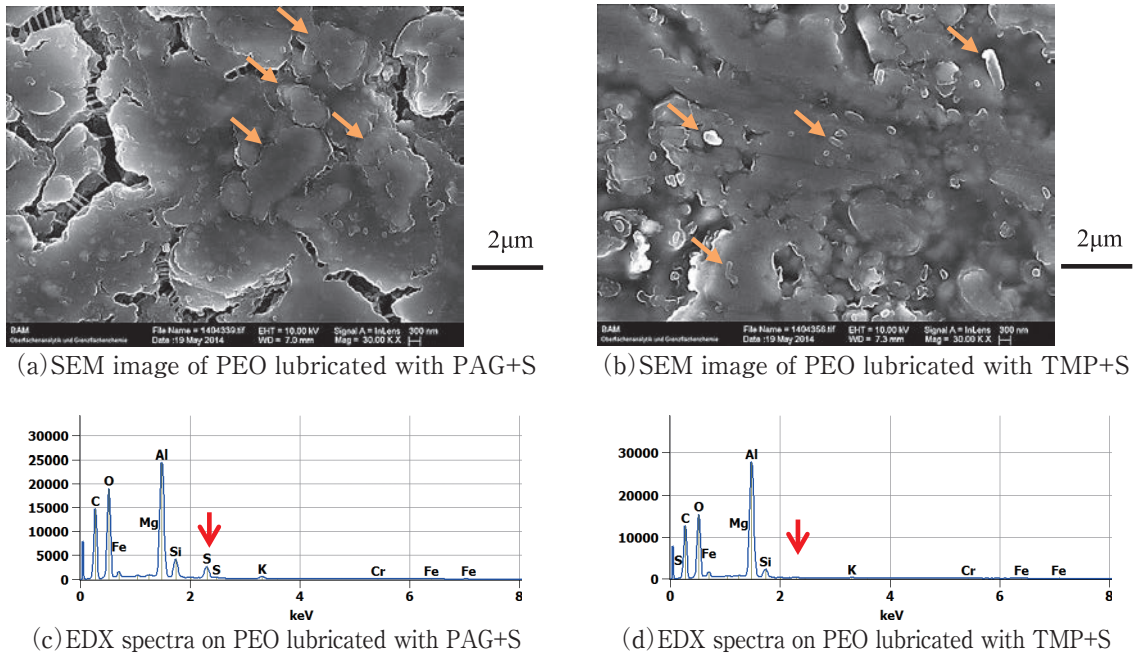 2μm
BAM
Oberflächenanalytik und Grenzflächenchemie
File Name = 1404339.tif
Date :19 May 2014
EHT = 10.00 kV
WD = 7.0 mm
Signal A = InLens
Mag = 30.00 K X
300 nm
(a)SEM image of PEO lubricated with PAG+S
2μm
BAM
Oberflächenanalytik und Grenzflächenchemie
File Name = 1404356.tif
Date :19 May 2014
EHT = 10.00 kV
WD = 7.3 mm
Signal A = InLens
Mag = 30.00 K X
300 nm
(b)SEM image of PEO lubricated with TMP+S
30000
25000
20000
15000
10000
5000
0
C
O
Fe
Mg
Al
Si
S
S
K
Cr
Fe
Fe
0 2 4 6 8
keV
(c)EDX spectra on PEO lubricated with PAG+S
30000
20000
10000
0
S
C
O
Fe
Mg
Al
Si
K
Cr
Fe
Fe
0 2 4 6 8
keV
(d)EDX spectra on PEO lubricated with TMP+S